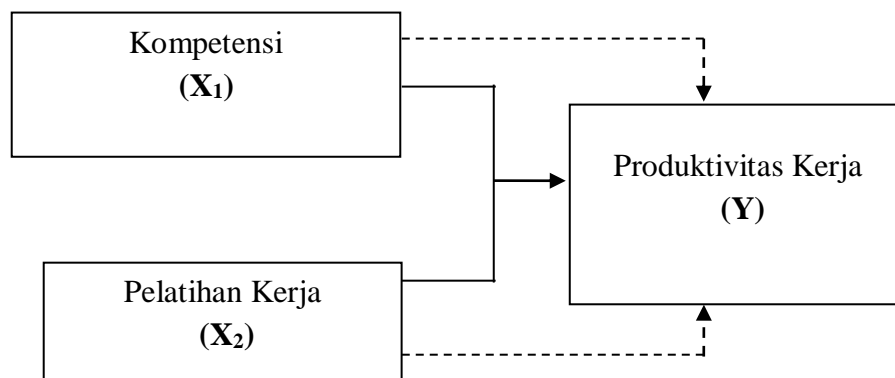 Kompetensi
(X₁)
Produktivitas Kerja
(Y)
Pelatihan Kerja
(X₂)